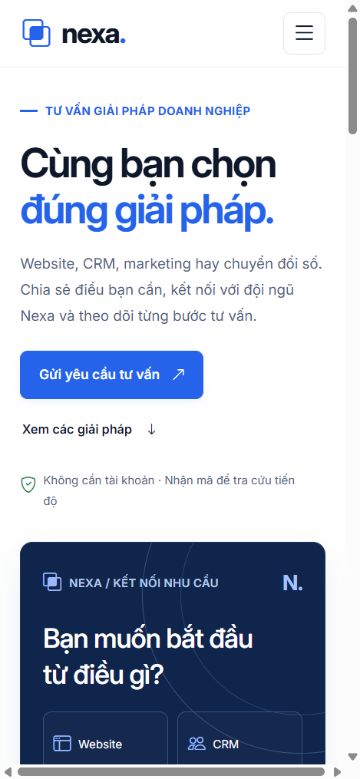 nexa.
TƯ VẤN GIẢI PHÁP DOANH NGHIỆP
Cùng bạn chọn
đúng giải pháp.
Website, CRM, marketing hay chuyển đổi số.
Chia sẻ điều bạn cần, kết nối với đội ngũ
Nexa và theo dõi từng bước tư vấn.
Gửi yêu cầu tư vấn
Xem các giải pháp
Không cần tài khoản · Nhận mã để tra cứu tiến
độ
NEXA / KẾT NỐI NHU CẦU
N.
Bạn muốn bắt đầu
từ điều gì?
Website
CRM